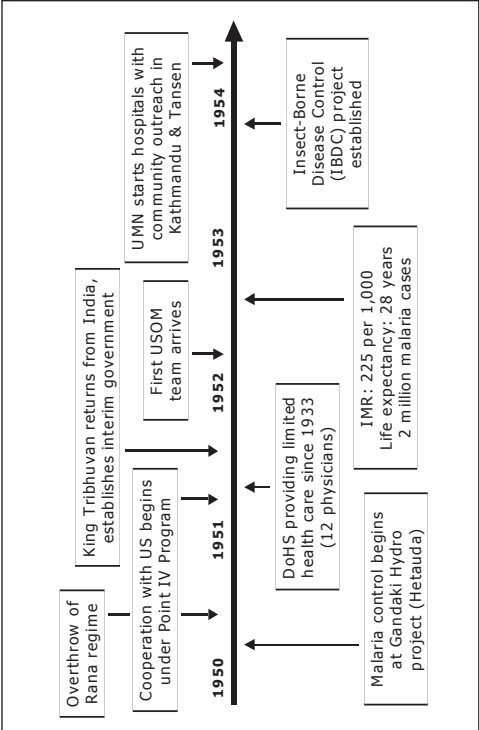 Overthrow of
Rana regime
Cooperation with US begins
under Point IV Program
King Tribhuvan returns from India,
establishes interim government
First USOM
team arrives
UMN starts hospitals with
community outreach in
Kathmandu & Tansen
1950
1951
1952
1953
1954
Malaria control begins
at Gandaki Hydro
project (Hetauda)
DoHS providing limited
health care since 1933
(12 physicians)
IMR: 225 per 1,000
Life expectancy: 28 years
2 million malaria cases
Insect-Borne
Disease Control
(IBDC) project
established